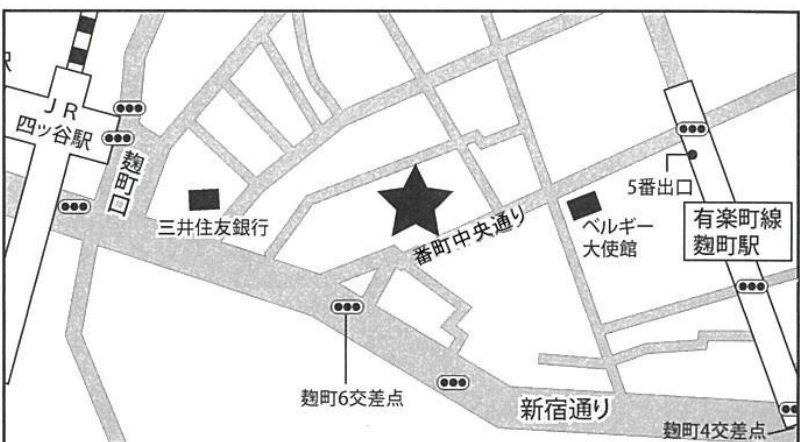 駅
JR
四ッ谷駅
麹町口
三井住友銀行
番町中央通り
5番出口
ベルギー
大使館
有楽町線
麹町駅
麹町6交差点
新宿通り
麹町4交差点